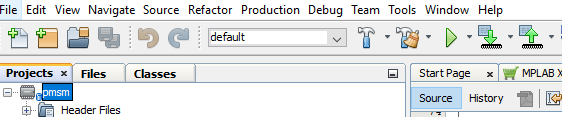 File Edit View Navigate Source Refactor Production Debug Team Tools Window Help
default
Projects × Files Classes
Start Page × MPLAB X
pmsm
Source History
Header Files